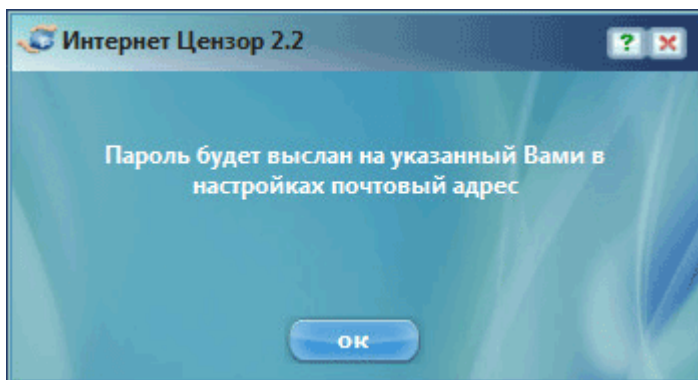 Интернет Цензор 2.2
?
Пароль будет выслан на указанный Вами в
настройках почтовый адрес
ок